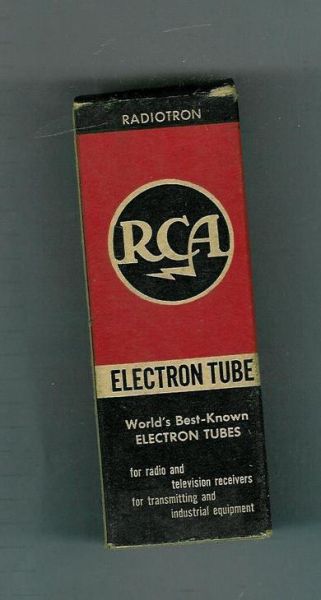 RADIOTRON
RCA
ELECTRON TUBE
World's Best-Known
ELECTRON TUBES
for radio and
television receivers
for transmitting and
industrial equipment